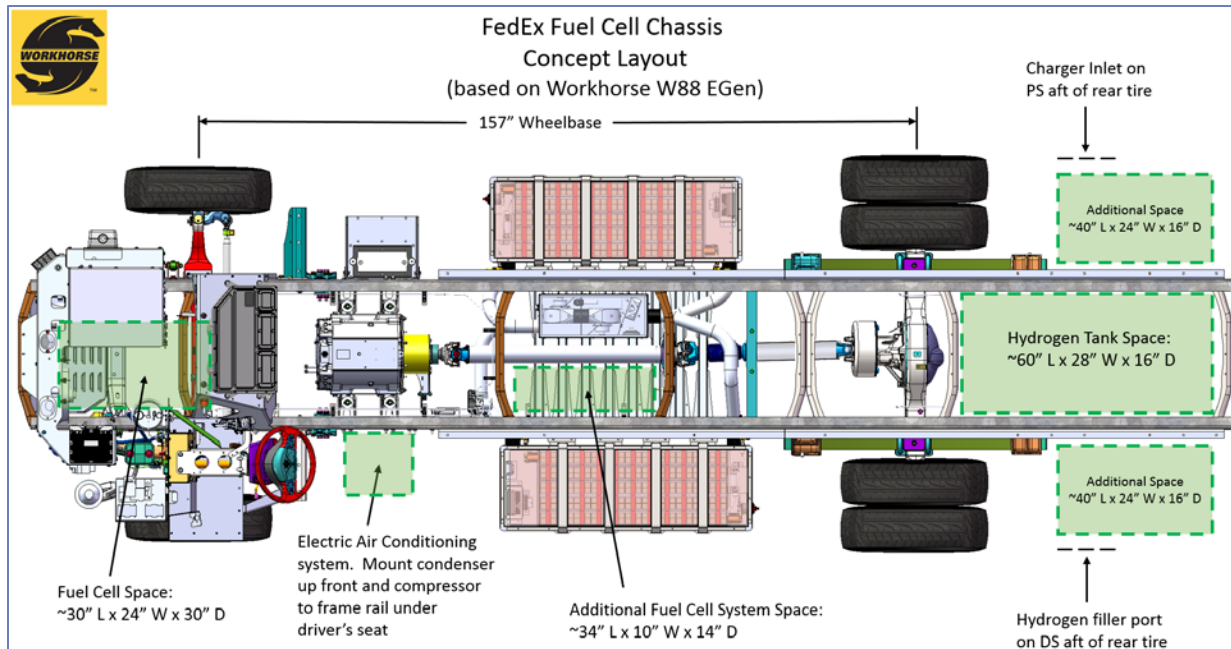 WORKHORSE
TM
FedEx Fuel Cell Chassis
Concept Layout
(based on Workhorse W88 EGen)
Charger Inlet on
PS aft of rear tire
157” Wheelbase
Additional Space
~40” L x 24” W x 16” D
Hydrogen Tank Space:
~60” L x 28” W x 16” D
Additional Space
~40” L x 24” W x 16” D
Fuel Cell Space:
~30” L x 24” W x 30” D
Electric Air Conditioning
system.  Mount condenser
up front and compressor
to frame rail under
driver’s seat
Additional Fuel Cell System Space:
~34” L x 10” W x 14” D
Hydrogen filler port
on DS aft of rear tire